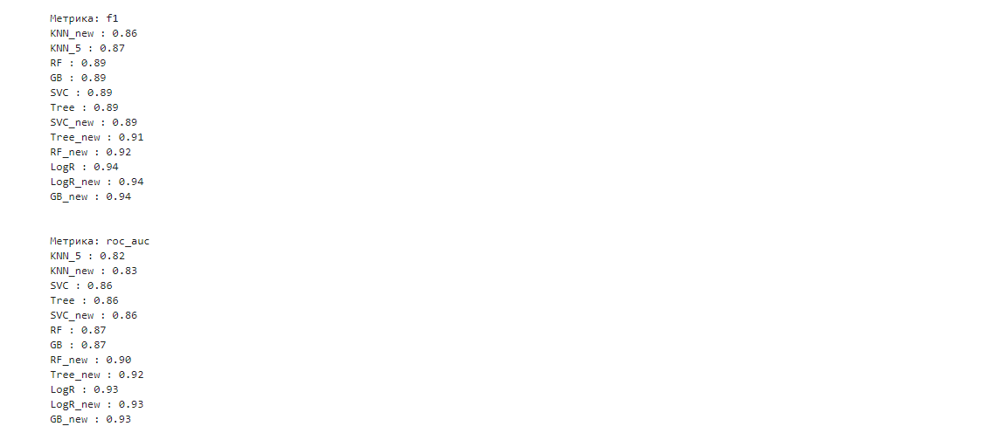 Метрика: f1
KNN_new : 0.86
KNN_5 : 0.87
RF : 0.89
GB : 0.89
SVC : 0.89
Tree : 0.89
SVC_new : 0.89
Tree_new : 0.91
RF_new : 0.92
LogR : 0.94
LogR_new : 0.94
GB_new : 0.94
Метрика: roc_auc
KNN_5 : 0.82
KNN_new : 0.83
SVC : 0.86
Tree : 0.86
SVC_new : 0.86
RF : 0.87
GB : 0.87
RF_new : 0.90
Tree_new : 0.92
LogR : 0.93
LogR_new : 0.93
GB_new : 0.93